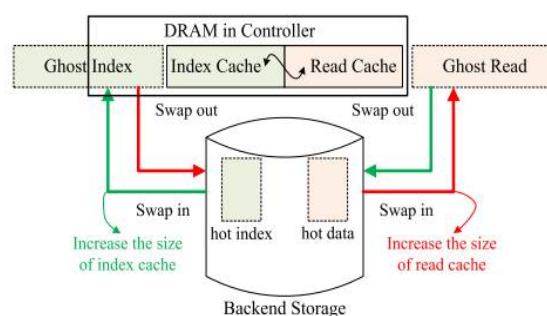 DRAM in Controller
Ghost Index
Index Cache
Read Cache
Ghost Read
Swap out
Swap out
Swap in
Swap in
hot index
hot data
Increase the size
of index cache
Increase the size
of read cache
Backend Storage